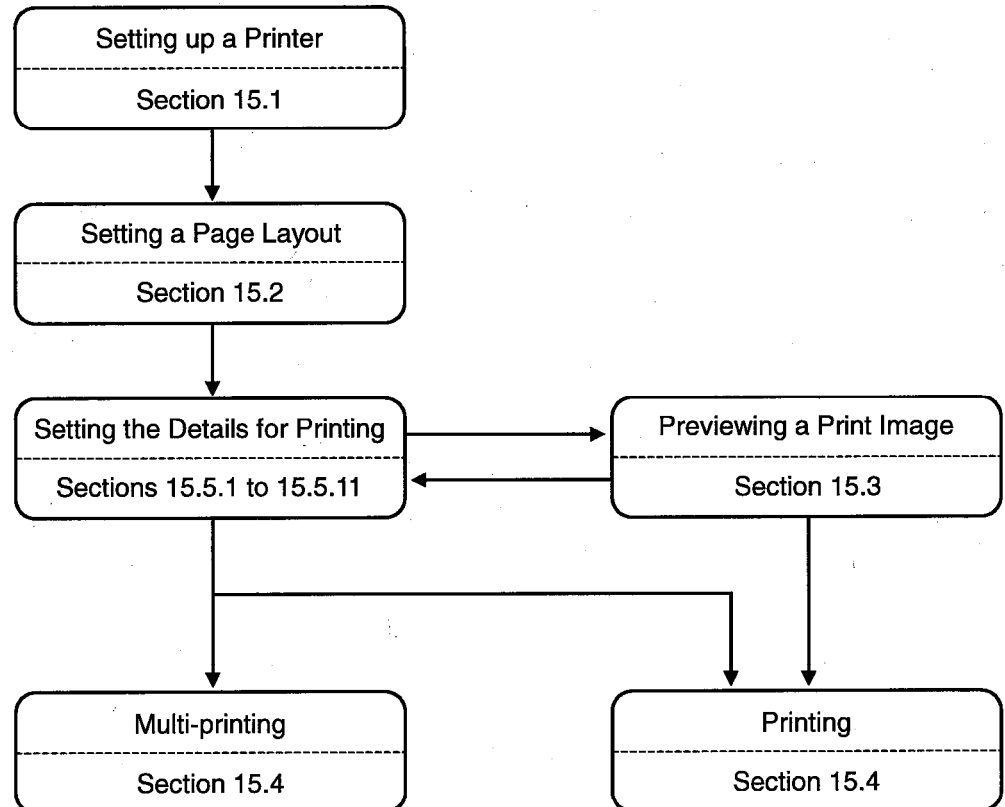 Setting up a Printer
Section 15.1
Setting a Page Layout
Section 15.2
Setting the Details for Printing
Sections 15.5.1 to 15.5.11
Previewing a Print Image
Section 15.3
Multi-printing
Section 15.4
Printing
Section 15.4